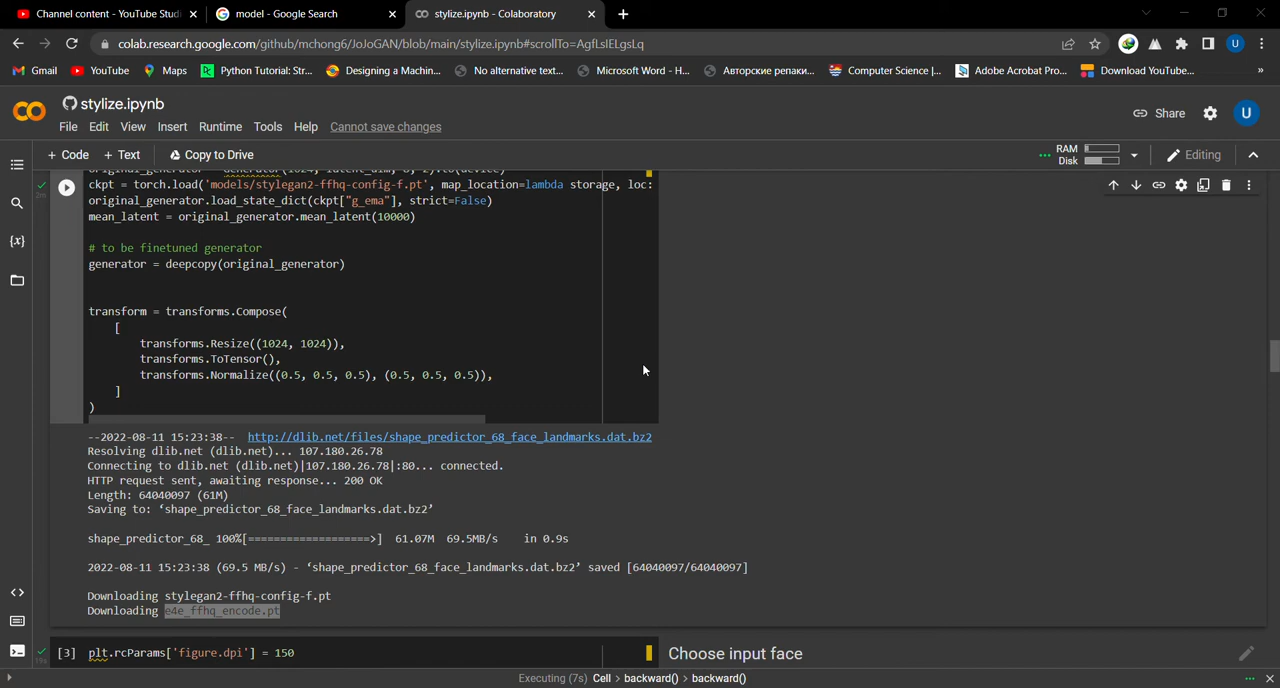 Channel content - YouTube Studi
model - Google Search
stylize.ipynb - Colaboratory
colab.research.google.com/github/mchong6/JoJoGAN/blob/main/stylize.ipynb#scrollTo=AgfLsIELgsLq
Gmail
YouTube
Maps
Python Tutorial: Str...
Designing a Machin...
No alternative text...
Microsoft Word - H...
Авторские репаки...
Computer Science |...
Adobe Acrobat Pro...
Download YouTube...
»
stylize.ipynb
File Edit View Insert Runtime Tools Help Cannot save changes
Share
U
+ Code + Text Copy to Drive
RAM
Disk
Editing
original_generator = Generator(1024, latent_dim, 8, 2).to(device)
ckpt = torch.load('models/stylegan2-ffhq-config-f.pt', map_location=lambda storage, loc:
original_generator.load_state_dict(ckpt["g_ema"], strict=False)
mean_latent = original_generator.mean_latent(10000)
# to be finetuned generator
generator = deepcopy(original_generator)
transform = transforms.Compose(
[
transforms.Resize((1024, 1024)),
transforms.ToTensor(),
transforms.Normalize((0.5, 0.5, 0.5), (0.5, 0.5, 0.5)),
]
)
2m
--2022-08-11 15:23:38-- http://dlib.net/files/shape_predictor_68_face_landmarks.dat.bz2
Resolving dlib.net (dlib.net)... 107.180.26.78
Connecting to dlib.net (dlib.net)|107.180.26.78|:80... connected.
HTTP request sent, awaiting response... 200 OK
Length: 64040097 (61M)
Saving to: ‘shape_predictor_68_face_landmarks.dat.bz2’
shape_predictor_68_ 100%[===================>] 61.07M 69.5MB/s in 0.9s
2022-08-11 15:23:38 (69.5 MB/s) - ‘shape_predictor_68_face_landmarks.dat.bz2’ saved [64040097/64040097]
Downloading stylegan2-ffhq-config-f.pt
Downloading e4e_ffhq_encode.pt
[3] plt.rcParams['figure.dpi'] = 150
19s
Choose input face
Executing (7s) Cell > backward() > backward()